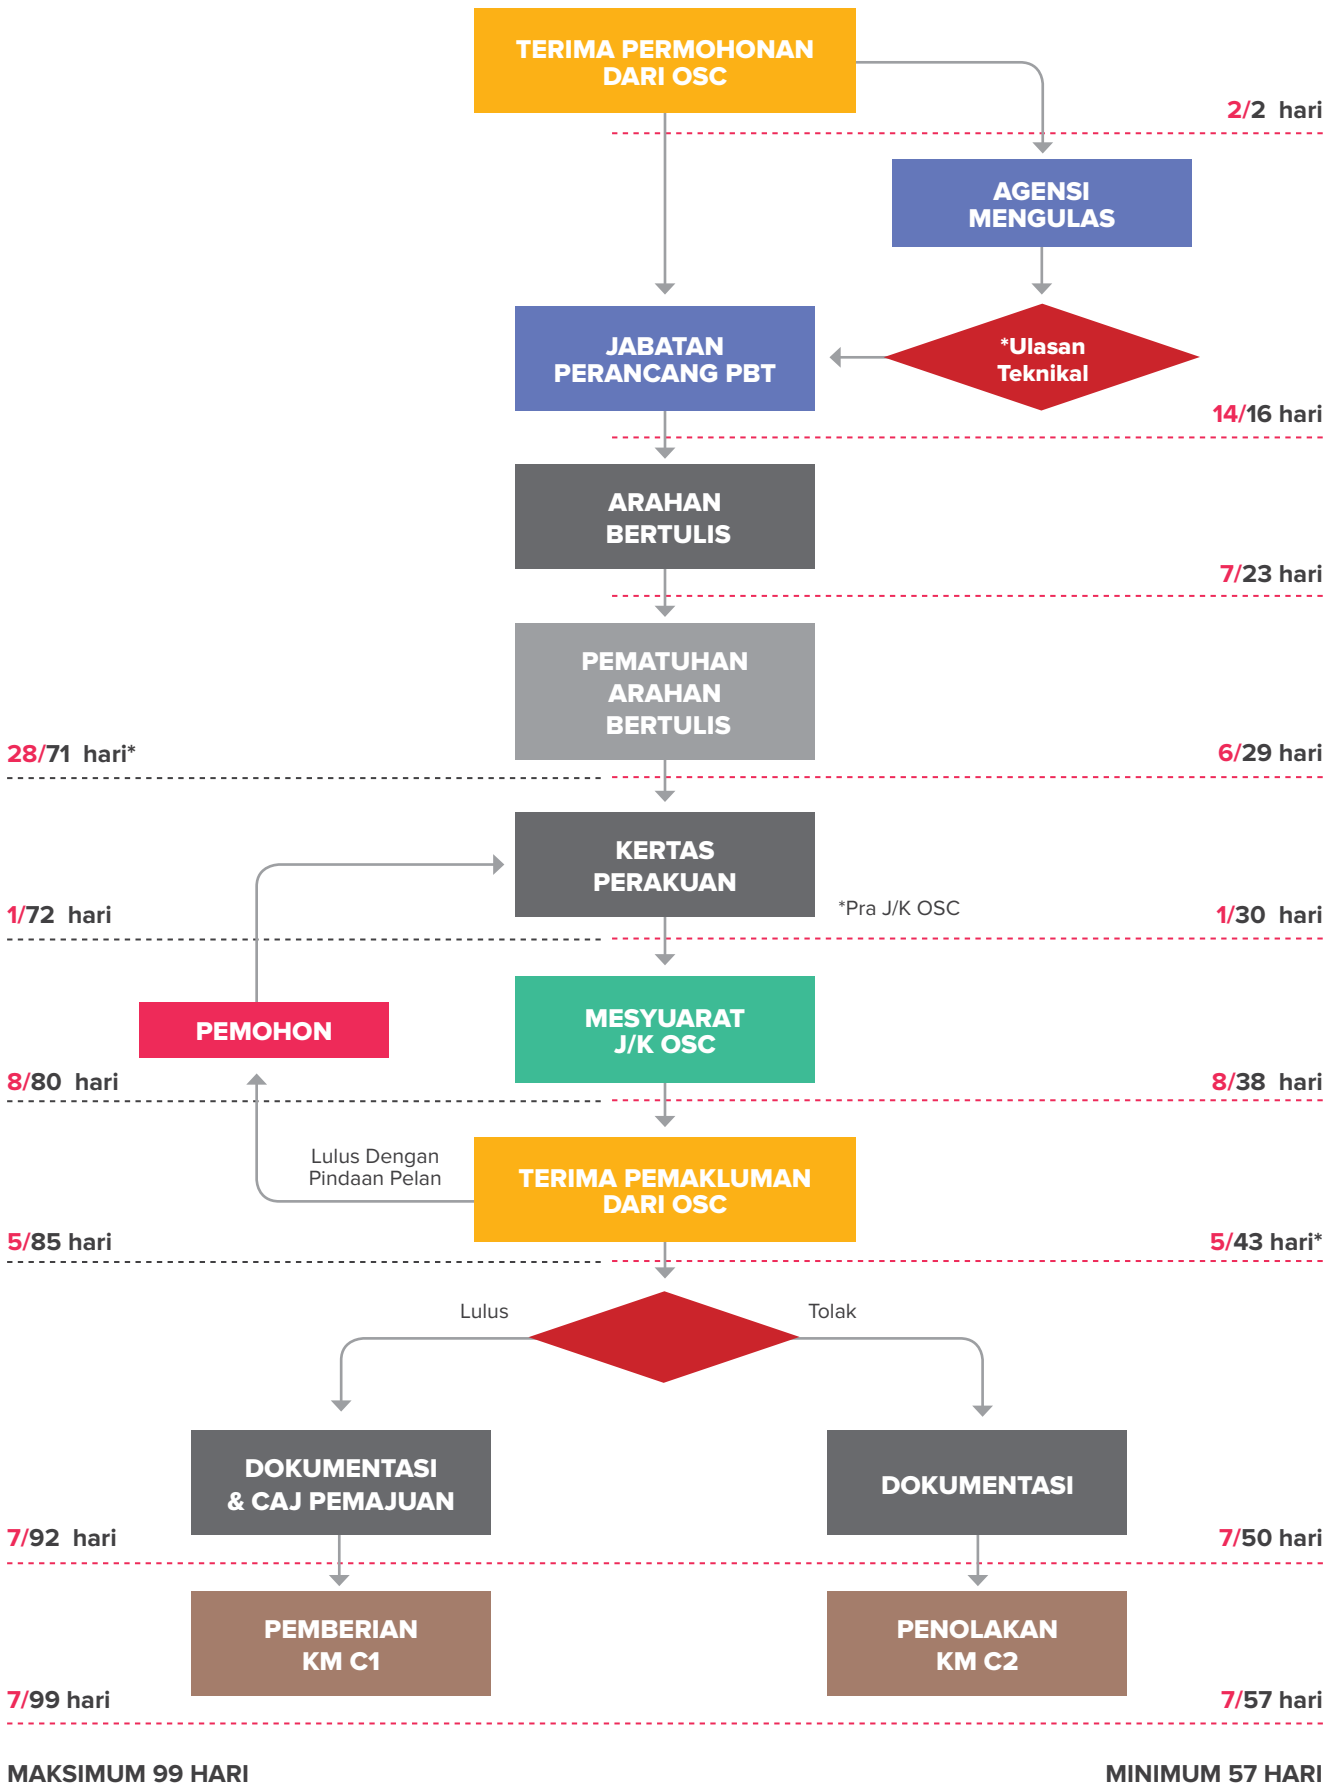 TERIMA PERMOHONAN
DARI OSC
2/2 hari
AGENSI
MENGULAS
JABATAN
PERANCANG PBT
*Ulasan
Teknikal
14/16 hari
ARAHAN
BERTULIS
7/23 hari
PEMATUHAN
ARAHAN
BERTULIS
28/71 hari*
6/29 hari
KERTAS
PERAKUAN
*Pra J/K OSC
1/72 hari
1/30 hari
PEMOHON
MESYUARAT
J/K OSC
8/80 hari
8/38 hari
Lulus Dengan
Pindaan Pelan
TERIMA PEMAKLUMAN
DARI OSC
5/85 hari
5/43 hari*
Lulus
Tolak
DOKUMENTASI
& CAJ PEMAJUAN
DOKUMENTASI
7/92 hari
7/50 hari
PEMBERIAN
KM C1
PENOLAKAN
KM C2
7/99 hari
7/57 hari
MAKSIMUM 99 HARI
MINIMUM 57 HARI